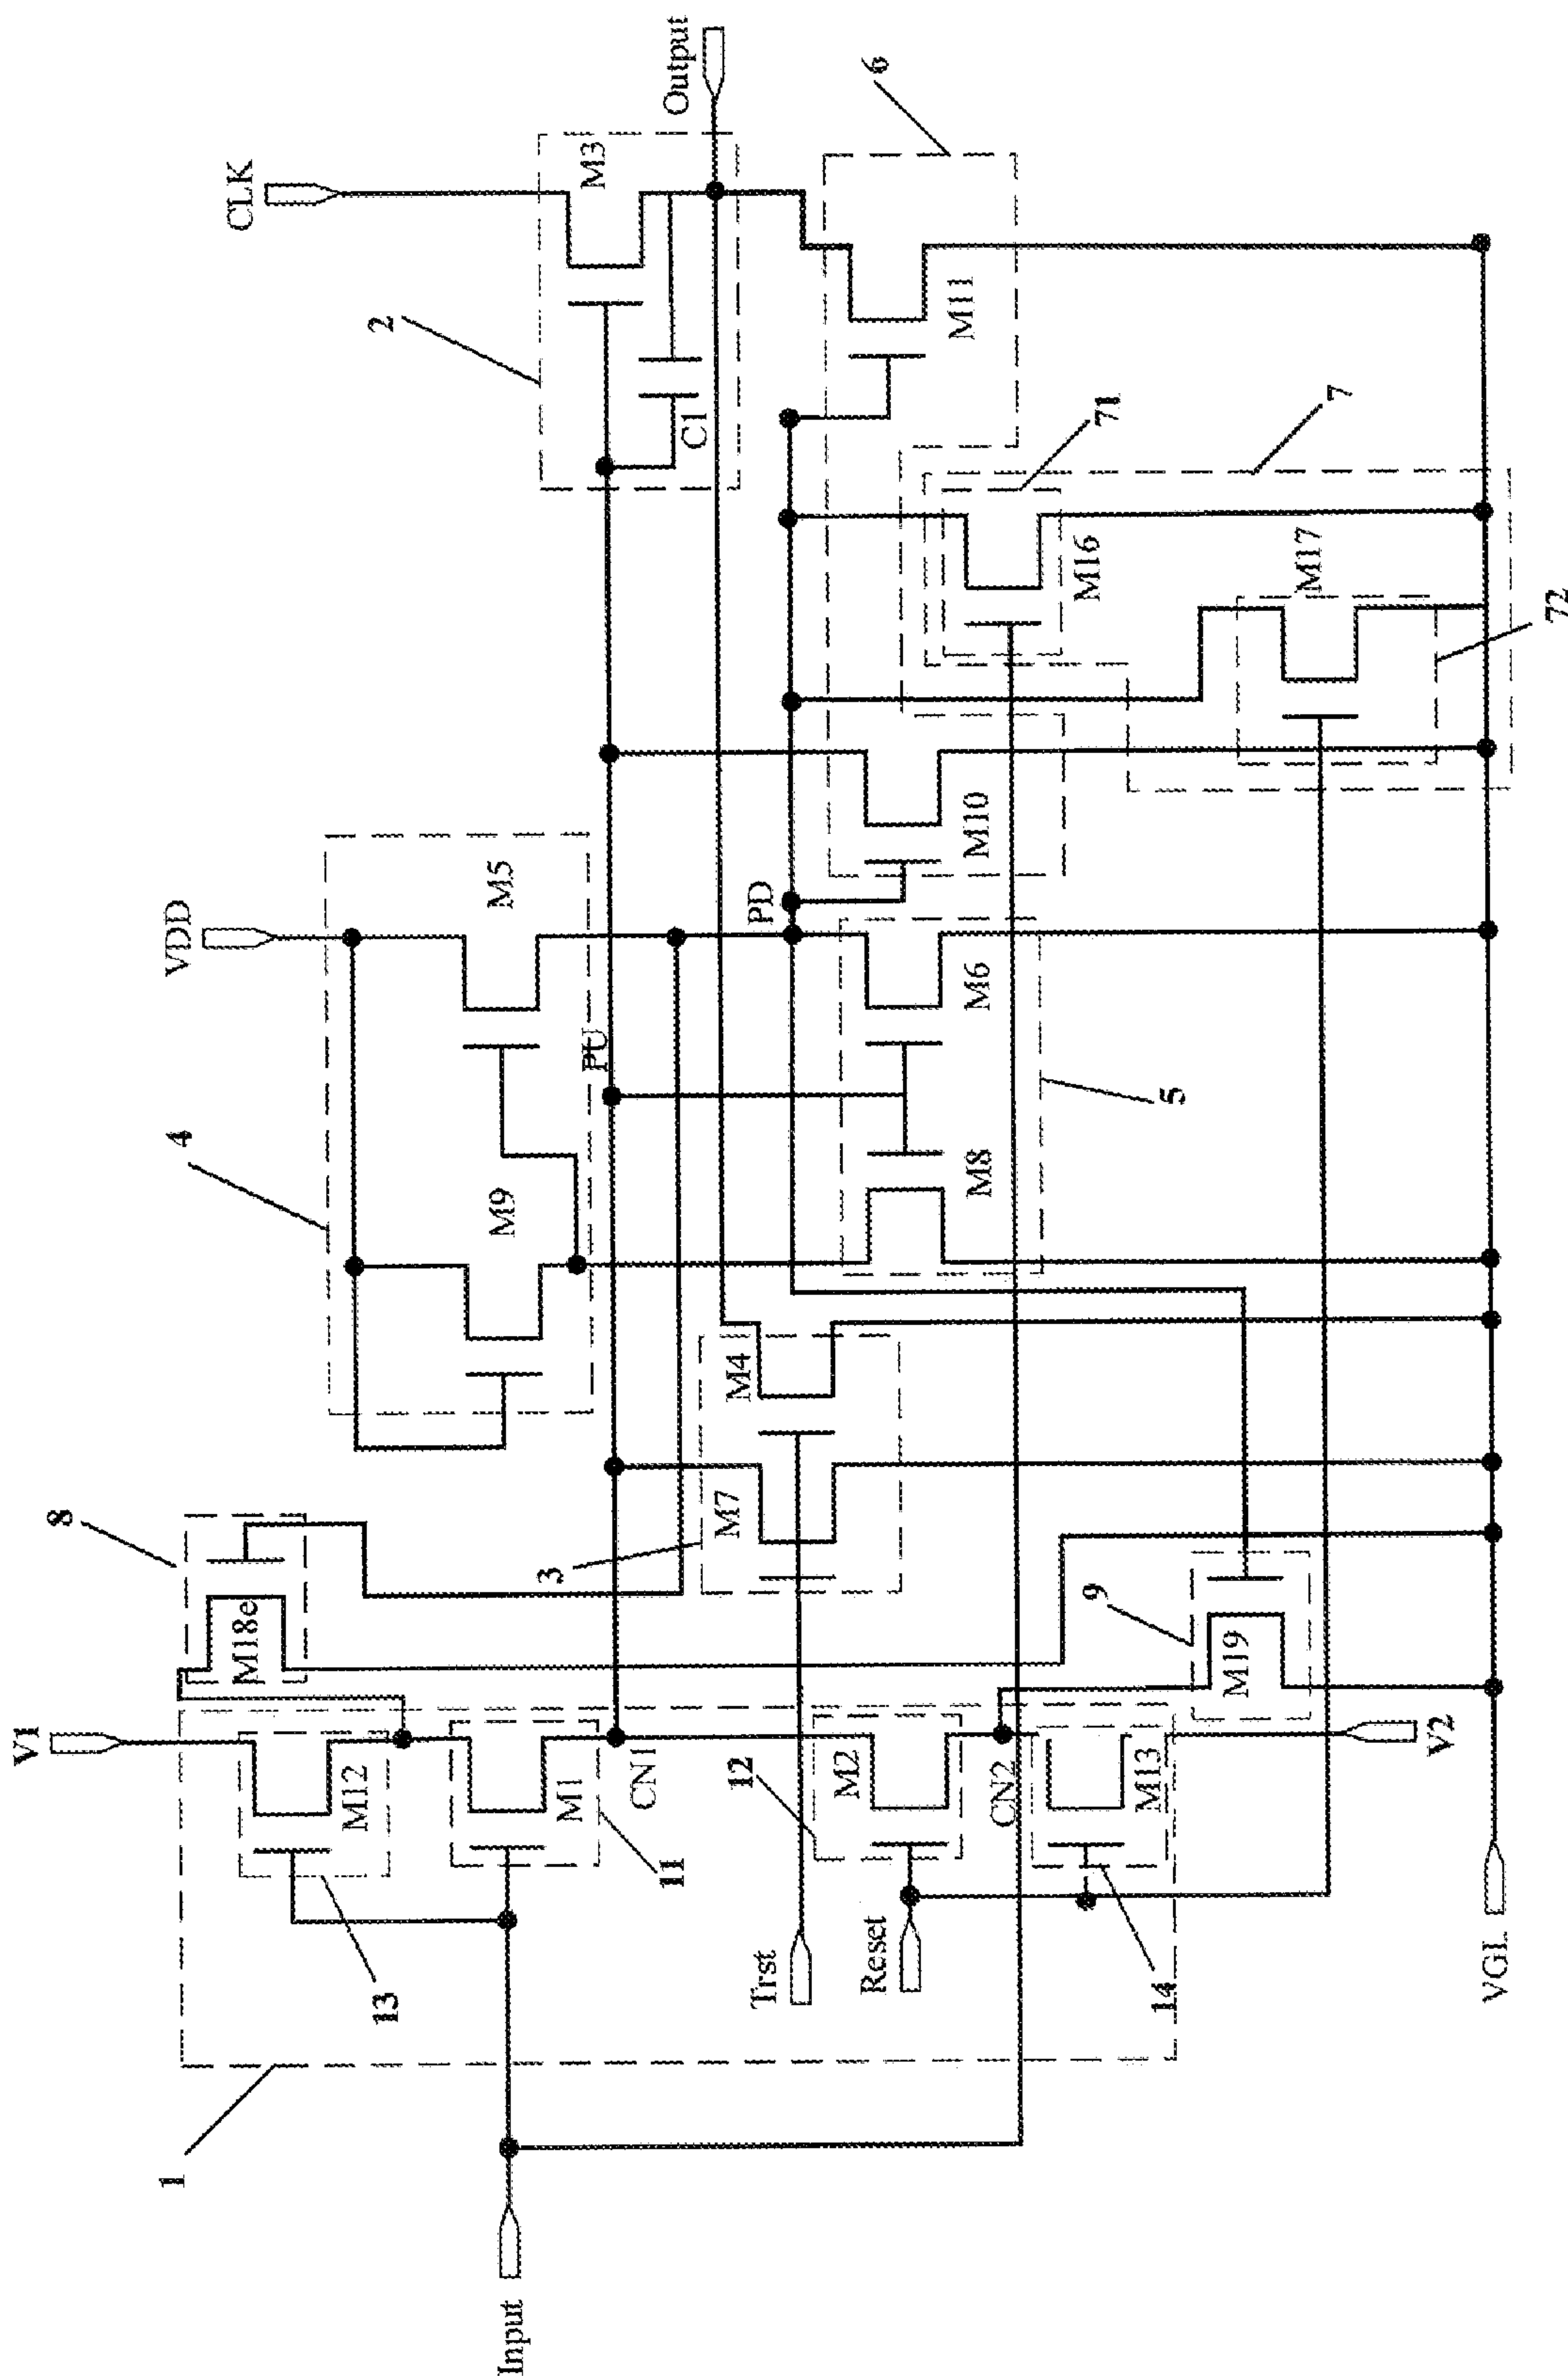 V1
8
4
VDD
CLK
M18e
M12
M9
M5
2
M3
Output
13
M1
11
CN1
PU
C1
1
Input
3
M7
M4
PD
6
Trst
12
M2
M8
M6
M10
M11
Reset
CN2
5
M16
71
14
M13
9
M19
M17
7
V2
72
VGL